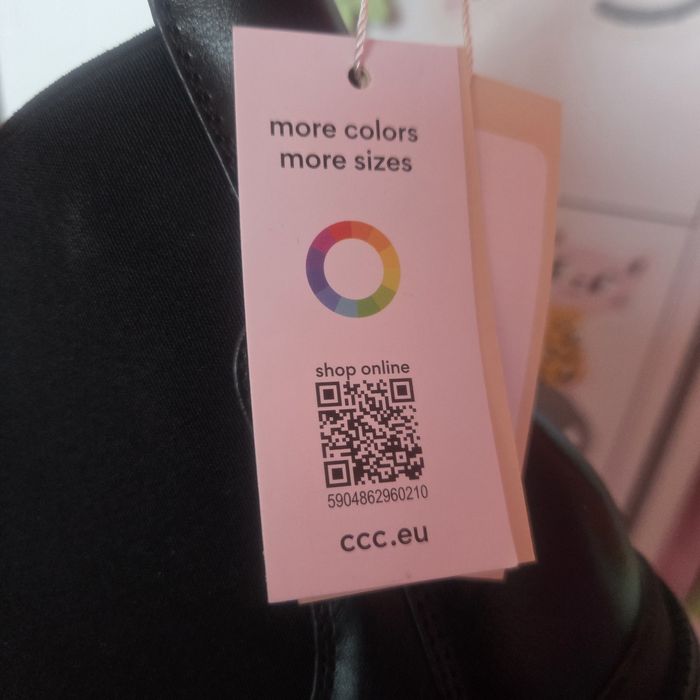 more colors
more sizes
shop online
5904862960210
ccc.eu